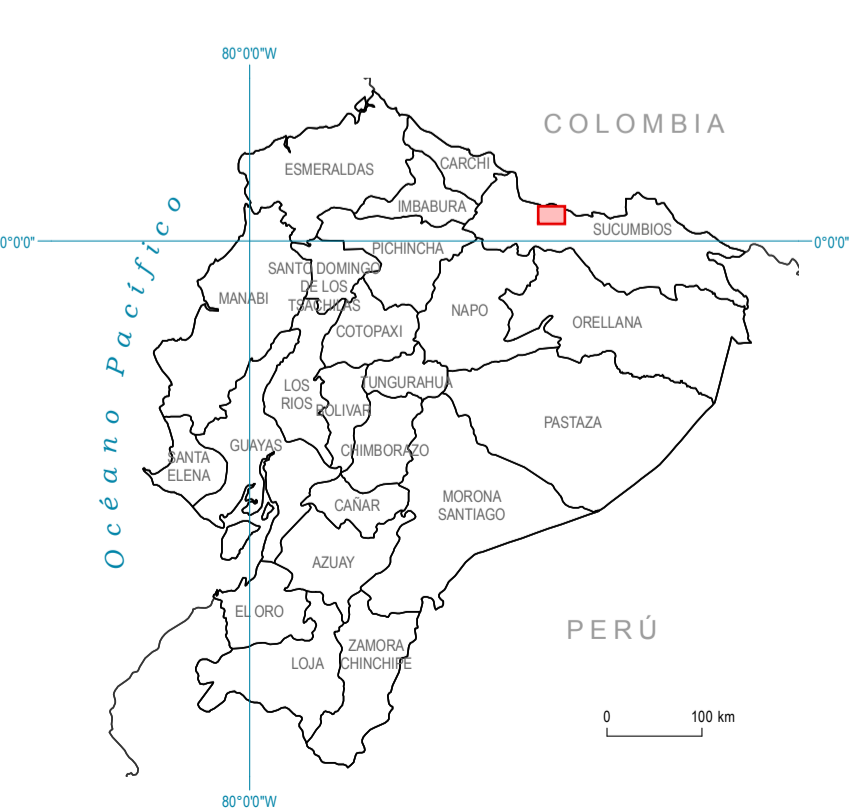 80°0'0"W
COLOMBIA
CARCHI
ESMERALDAS
IMBABURA
SUCUMBIOS
0°0'0"
0°0'0"
PICHINCHA
SANTO DOMINGO
DE LOS
TSACHILAS
MANABI
NAPO
ORELLANA
COTOPAXI
Océano Pacífico
TUNGURAHUA
LOS
RIOS
BOLIVAR
PASTAZA
GUAYAS
CHIMBORAZO
SANTA
ELENA
MORONA
SANTIAGO
CAÑAR
AZUAY
EL ORO
PERÚ
ZAMORA
CHINCHIPE
LOJA
0 100 km
80°0'0"W